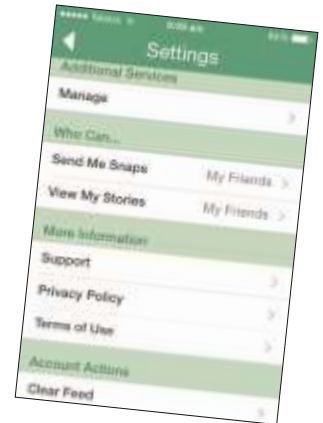 Settings
Additional Services
Manage
Who Can...
Send Me Snaps My Friends
View My Stories My Friends
More Information
Support
Privacy Policy
Terms of Use
Account Actions
Clear Feed